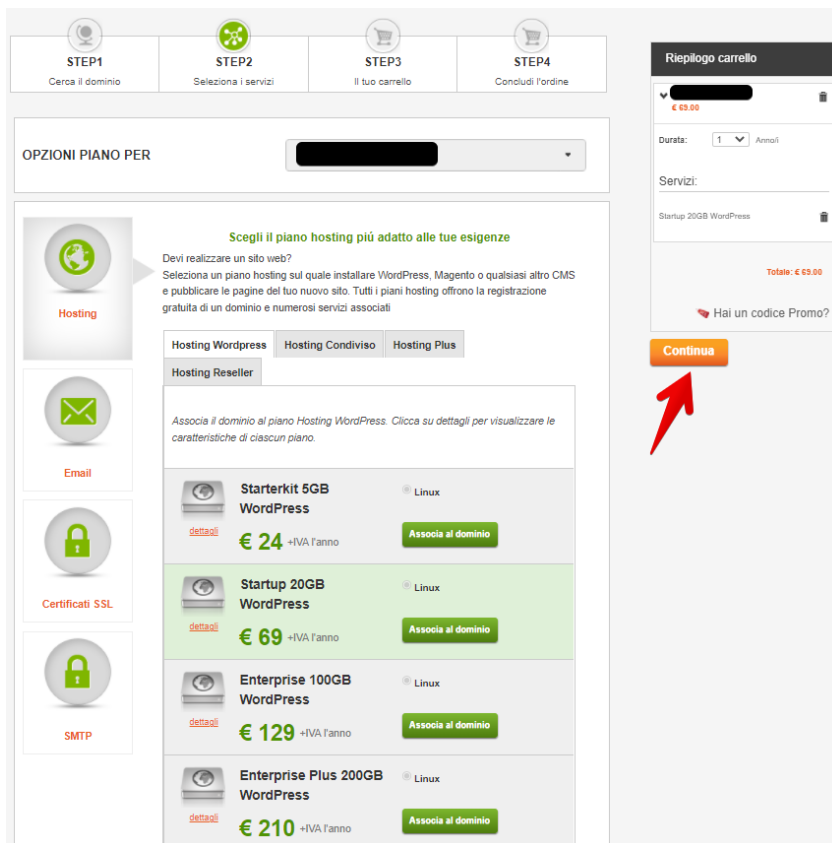 STEP1
Cerca il dominio
STEP2
Seleziona i servizi
STEP3
Il tuo carrello
STEP4
Concludi l'ordine
OPZIONI PIANO PER
Hosting
Email
Certificati SSL
SMTP
Scegli il piano hosting piú adatto alle tue esigenze
Devi realizzare un sito web?
Seleziona un piano hosting sul quale installare WordPress, Magento o qualsiasi altro CMS
e pubblicare le pagine del tuo nuovo sito. Tutti i piani hosting offrono la registrazione
gratuita di un dominio e numerosi servizi associati
Hosting Wordpress
Hosting Condiviso
Hosting Plus
Hosting Reseller
Associa il dominio al piano Hosting WordPress. Clicca su dettagli per visualizzare le
caratteristiche di ciascun piano.
Starterkit 5GB
WordPress
Linux
dettagli
€ 24 +IVA l'anno
Associa al dominio
Startup 20GB
WordPress
Linux
dettagli
€ 69 +IVA l'anno
Associa al dominio
Enterprise 100GB
WordPress
Linux
dettagli
€ 129 +IVA l'anno
Associa al dominio
Enterprise Plus 200GB
WordPress
Linux
dettagli
€ 210 +IVA l'anno
Associa al dominio
Riepilogo carrello
€ 69.00
Durata: 1 Anno/i
Servizi:
Startup 20GB WordPress
Totale: € 69.00
Hai un codice Promo?
Continua